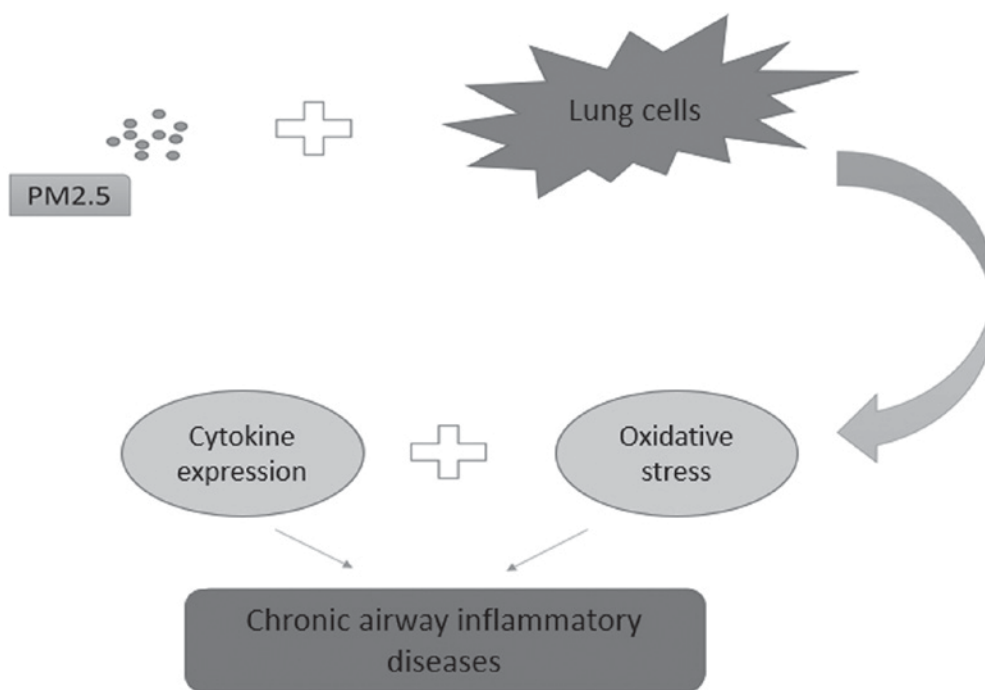 Lung cells
PM2.5
Cytokine
expression
Oxidative
stress
Chronic airway inflammatory
diseases